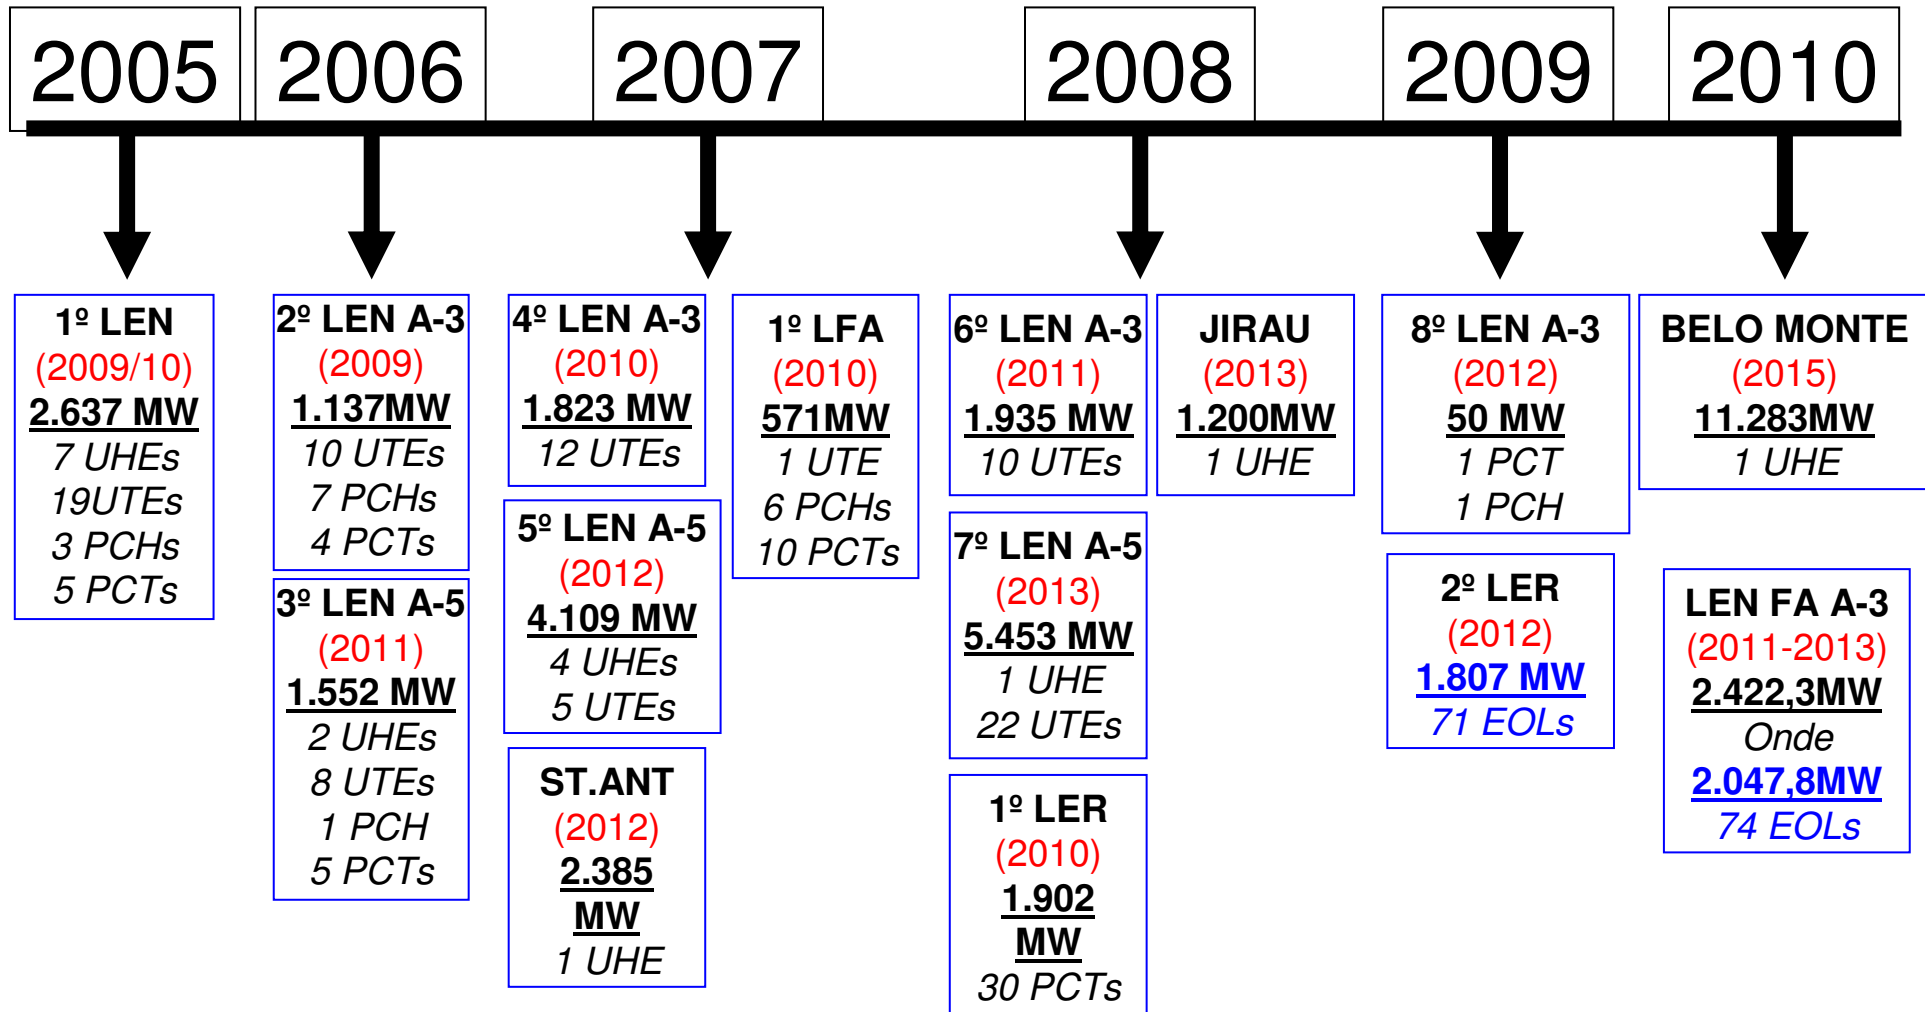 2005
2006
2007
2008
2009
2010
1º LEN
(2009/10)
2.637 MW
7 UHEs
19UTEs
3 PCHs
5 PCTs
2º LEN A-3
(2009)
1.137MW
10 UTEs
7 PCHs
4 PCTs
3º LEN A-5
(2011)
1.552 MW
2 UHEs
8 UTEs
1 PCH
5 PCTs
4º LEN A-3
(2010)
1.823 MW
12 UTEs
5º LEN A-5
(2012)
4.109 MW
4 UHEs
5 UTEs
ST.ANT
(2012)
2.385
MW
1 UHE
1º LFA
(2010)
571MW
1 UTE
6 PCHs
10 PCTs
6º LEN A-3
(2011)
1.935 MW
10 UTEs
7º LEN A-5
(2013)
5.453 MW
1 UHE
22 UTEs
1º LER
(2010)
1.902
MW
30 PCTs
JIRAU
(2013)
1.200MW
1 UHE
8º LEN A-3
(2012)
50 MW
1 PCT
1 PCH
2º LER
(2012)
1.807 MW
71 EOLs
BELO MONTE
(2015)
11.283MW
1 UHE
LEN FA A-3
(2011-2013)
2.422,3MW
Onde
2.047,8MW
74 EOLs